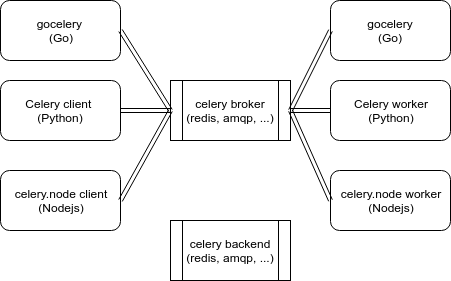 gocelery
(Go)
gocelery
(Go)
Celery client
(Python)
celery broker
(redis, amqp, ...)
Celery worker
(Python)
celery.node client
(Nodejs)
celery.node worker
(Nodejs)
celery backend
(redis, amqp, ...)